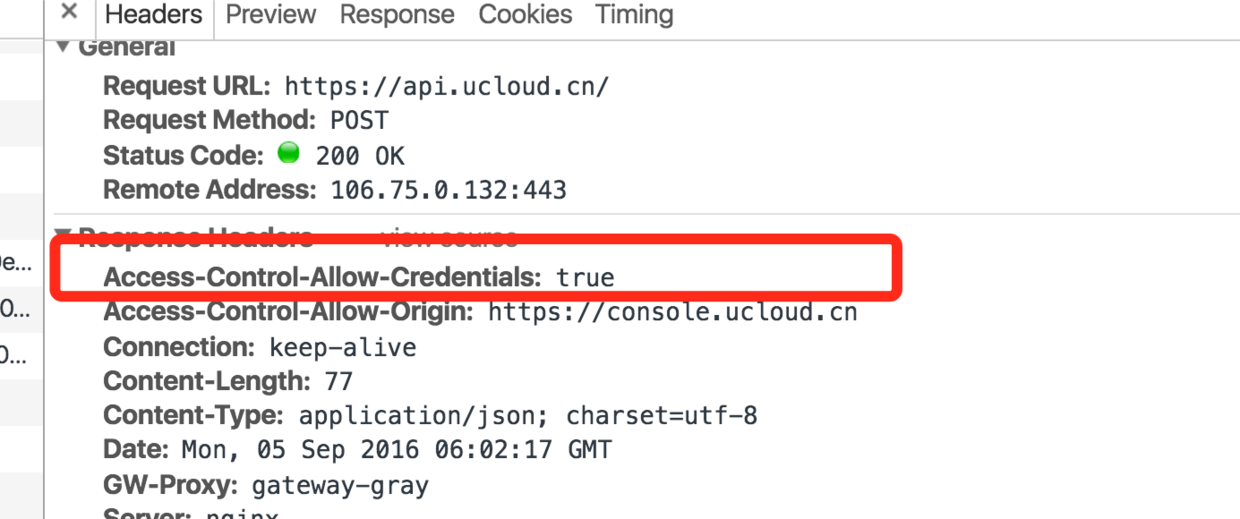 × Headers Preview Response Cookies Timing
▼ General
Request URL: https://api.ucloud.cn/
Request Method: POST
Status Code: 200 OK
Remote Address: 106.75.0.132:443
▼ Response Headers view source
e...
Access-Control-Allow-Credentials: true
0...
Access-Control-Allow-Origin: https://console.ucloud.cn
0...
Connection: keep-alive
Content-Length: 77
Content-Type: application/json; charset=utf-8
Date: Mon, 05 Sep 2016 06:02:17 GMT
GW-Proxy: gateway-gray
Server: nginx